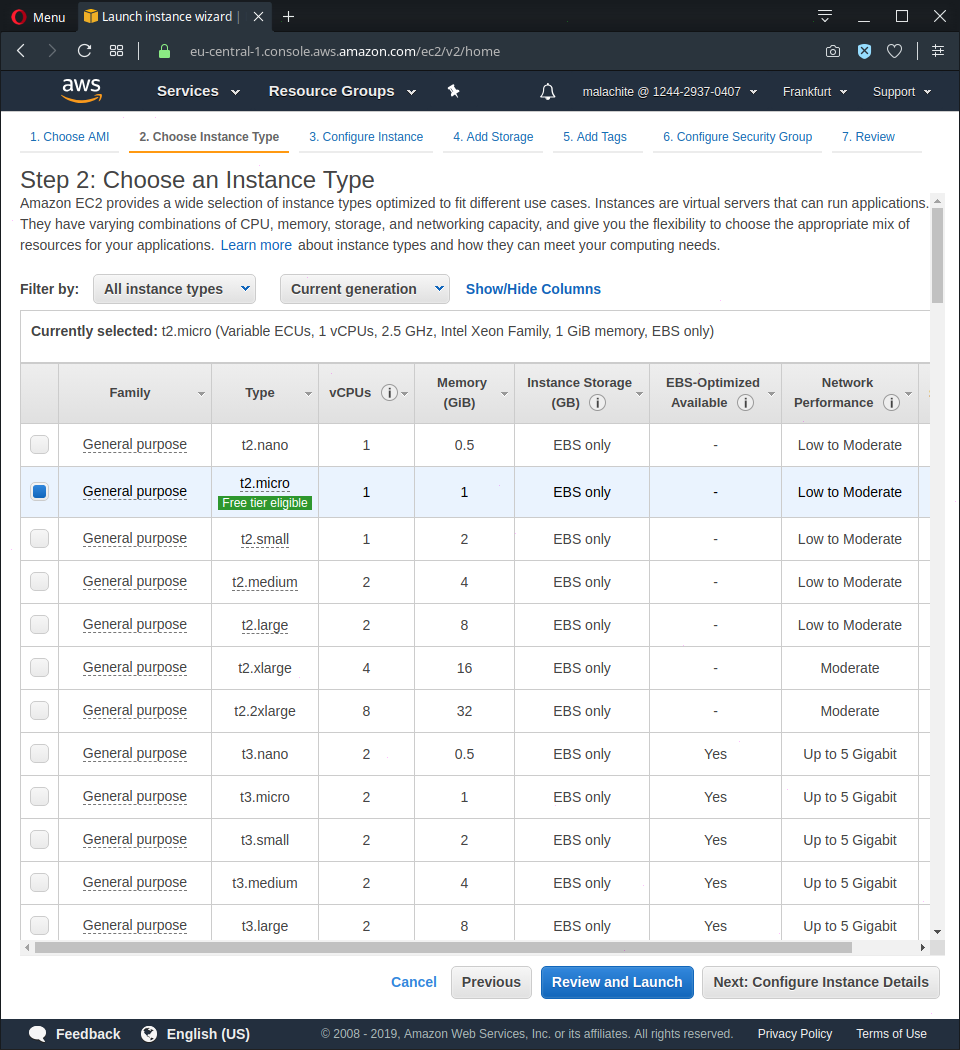 Menu
Launch instance wizard |
eu-central-1.console.aws.amazon.com/ec2/v2/home
aws Services Resource Groups malachite @ 1244-2937-0407 Frankfurt Support
1. Choose AMI 2. Choose Instance Type 3. Configure Instance 4. Add Storage 5. Add Tags 6. Configure Security Group 7. Review
Step 2: Choose an Instance Type
Amazon EC2 provides a wide selection of instance types optimized to fit different use cases. Instances are virtual servers that can run applications.
They have varying combinations of CPU, memory, storage, and networking capacity, and give you the flexibility to choose the appropriate mix of
resources for your applications. Learn more about instance types and how they can meet your computing needs.
Filter by: All instance types Current generation Show/Hide Columns
Currently selected: t2.micro (Variable ECUs, 1 vCPUs, 2.5 GHz, Intel Xeon Family, 1 GiB memory, EBS only)
Family Type vCPUs Memory (GiB) Instance Storage (GB) EBS-Optimized Available Network Performance
General purpose t2.nano 1 0.5 EBS only - Low to Moderate
General purpose t2.micro Free tier eligible 1 1 EBS only - Low to Moderate
General purpose t2.small 1 2 EBS only - Low to Moderate
General purpose t2.medium 2 4 EBS only - Low to Moderate
General purpose t2.large 2 8 EBS only - Low to Moderate
General purpose t2.xlarge 4 16 EBS only - Moderate
General purpose t2.2xlarge 8 32 EBS only - Moderate
General purpose t3.nano 2 0.5 EBS only Yes Up to 5 Gigabit
General purpose t3.micro 2 1 EBS only Yes Up to 5 Gigabit
General purpose t3.small 2 2 EBS only Yes Up to 5 Gigabit
General purpose t3.medium 2 4 EBS only Yes Up to 5 Gigabit
General purpose t3.large 2 8 EBS only Yes Up to 5 Gigabit
Cancel Previous Review and Launch Next: Configure Instance Details
Feedback English (US) © 2008 - 2019, Amazon Web Services, Inc. or its affiliates. All rights reserved. Privacy Policy Terms of Use